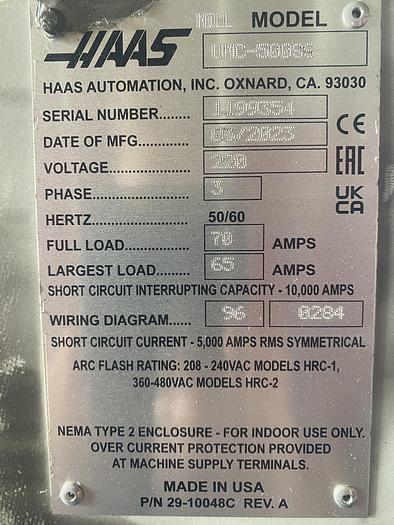 MILL MODEL
HAAS UMC-500SS
HAAS AUTOMATION, INC. OXNARD, CA. 93030
SERIAL NUMBER........ 1199354
DATE OF MFG............ 03/2023
VOLTAGE.................... 220
PHASE........................ 3
HERTZ 50/60
FULL LOAD................ 70 AMPS
LARGEST LOAD........ 65 AMPS
SHORT CIRCUIT INTERRUPTING CAPACITY - 10,000 AMPS
WIRING DIAGRAM...... 96 0284
SHORT CIRCUIT CURRENT - 5,000 AMPS RMS SYMMETRICAL
ARC FLASH RATING: 208 - 240VAC MODELS HRC-1,
360-480VAC MODELS HRC-2
NEMA TYPE 2 ENCLOSURE - FOR INDOOR USE ONLY.
OVER CURRENT PROTECTION PROVIDED
AT MACHINE SUPPLY TERMINALS.
MADE IN USA
P/N 29-10048C REV. A
CE
EAC
UK
CA